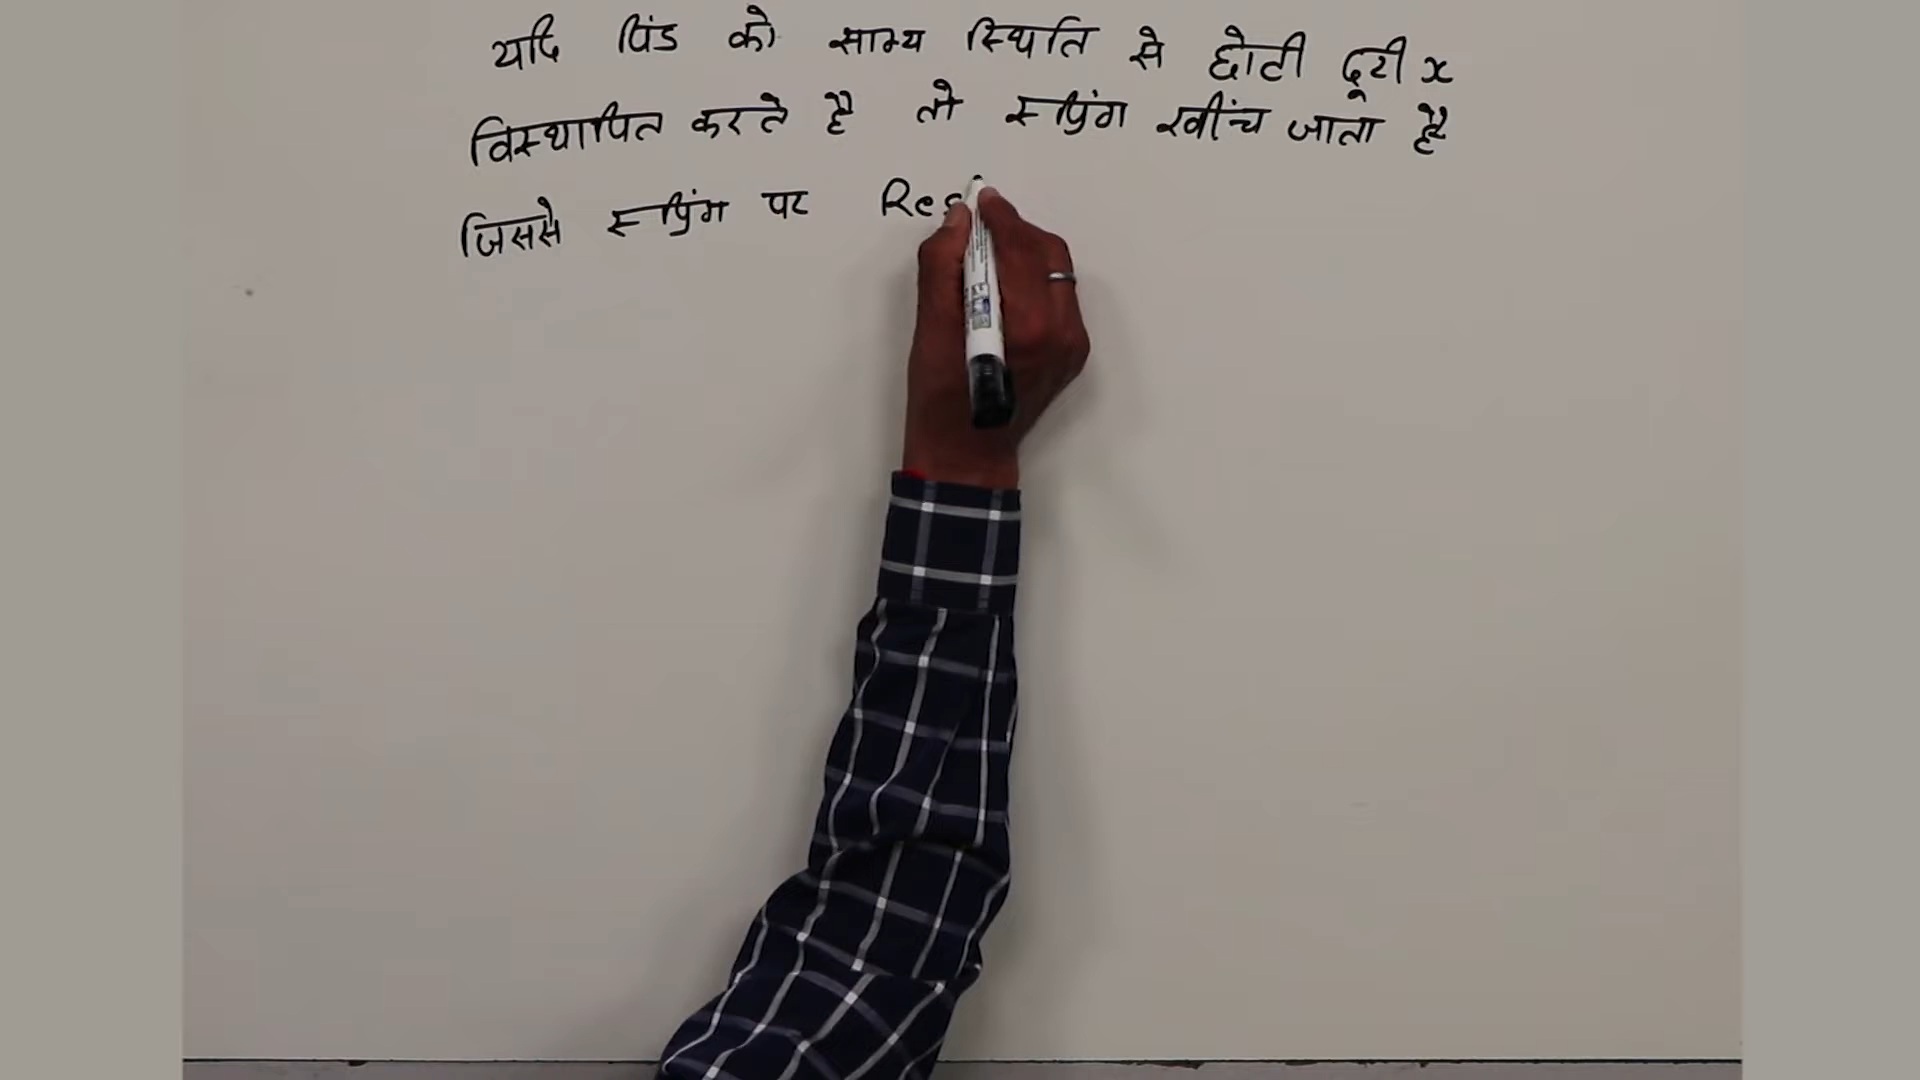 यदि पिंड को साम्य स्थिति से छोटी दूरी x
विस्थापित करते है तो स्प्रिंग खींच जाता है
जिससे स्प्रिंग पर Res